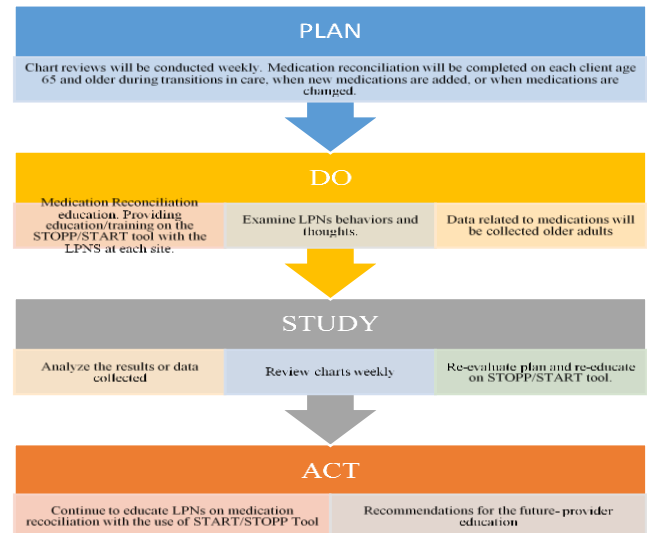 PLAN
Chart reviews will be conducted weekly. Medication reconciliation will be completed on each client age
65 and older during transitions in care, when new medications are added, or when medications are
changed.
DO
Medication Reconciliation
education. Providing
education/training on the
STOPP/START tool with the
LPNS at each site.
Examine LPNs behaviors and
thoughts.
Data related to medications will
be collected older adults
STUDY
Analyze the results or data
collected
Review charts weekly
Re-evaluate plan and re-educate
on STOPP/START tool.
ACT
Continue to educate LPNs on medication
recociliation with the use of START/STOPP Tool
Recommendations for the future- provider
education